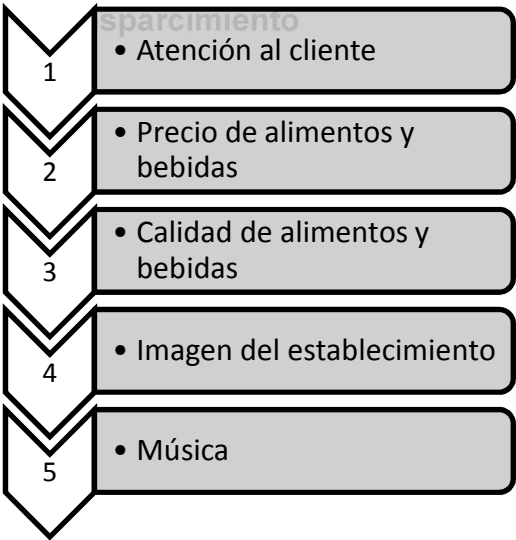 sparcimiento
1
• Atención al cliente
2
• Precio de alimentos y
bebidas
3
• Calidad de alimentos y
bebidas
4
• Imagen del establecimiento
5
• Música